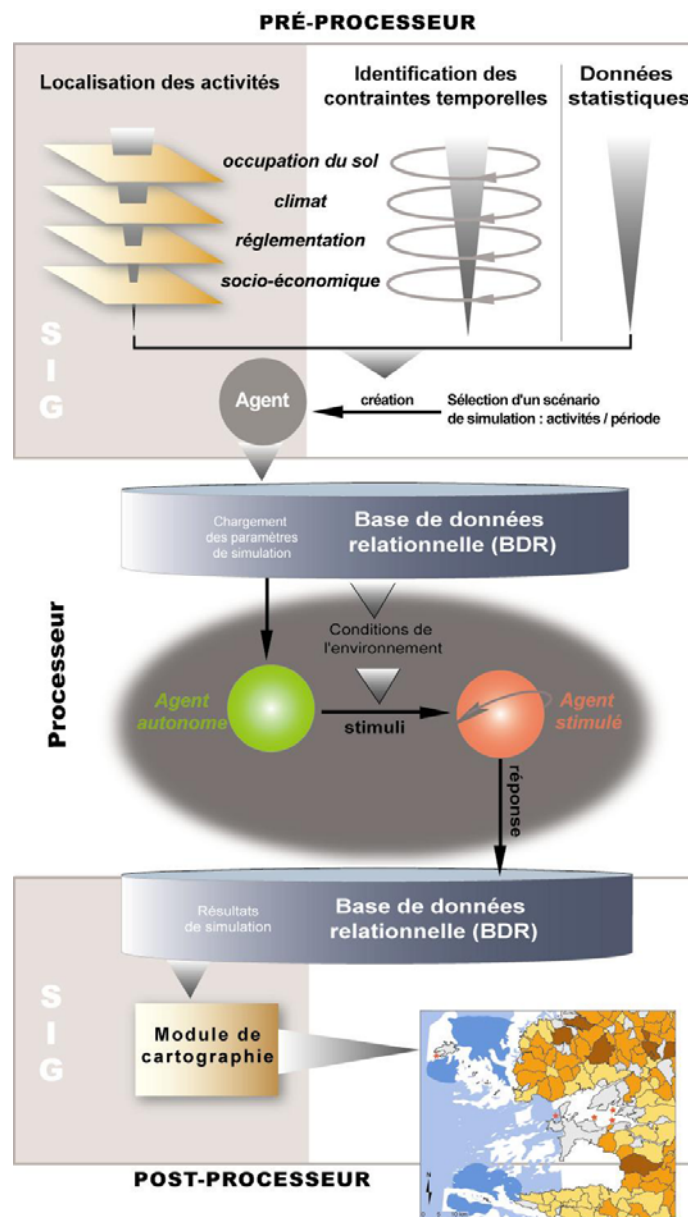 PRÉ-PROCESSEUR
Localisation des activités
Identification des
contraintes temporelles
Données
statistiques
occupation du sol
climat
réglementation
socio-économique
S
I
G
Agent
création
Sélection d'un scénario
de simulation : activités / période
Chargement
des paramètres
de simulation
Base de données
relationnelle (BDR)
Processeur
Conditions de
l'environnement
Agent
autonome
stimuli
Agent
stimulé
réponse
Résultats
de simulation
Base de données
relationnelle (BDR)
S
I
G
Module de
cartographie
N
0 5
POST-PROCESSEUR